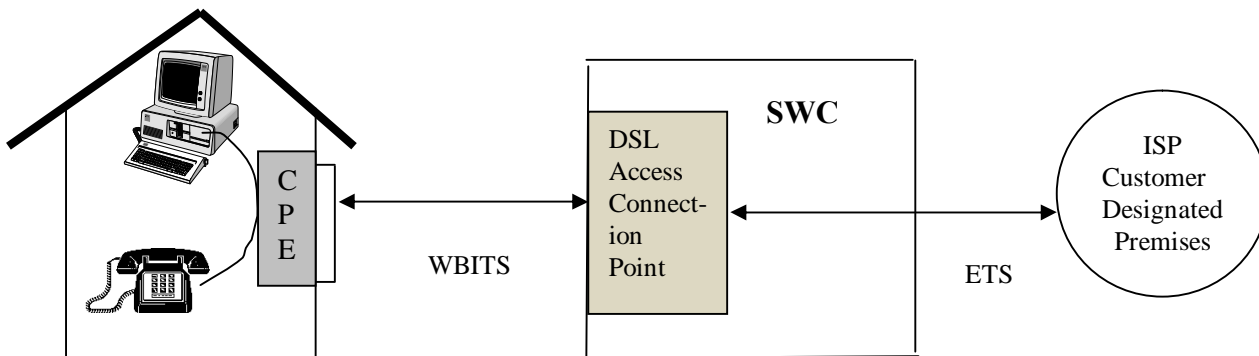 C
P
E
WBITS
DSL
Access
Connect-
ion
Point
SWC
ETS
ISP
Customer
Designated
Premises